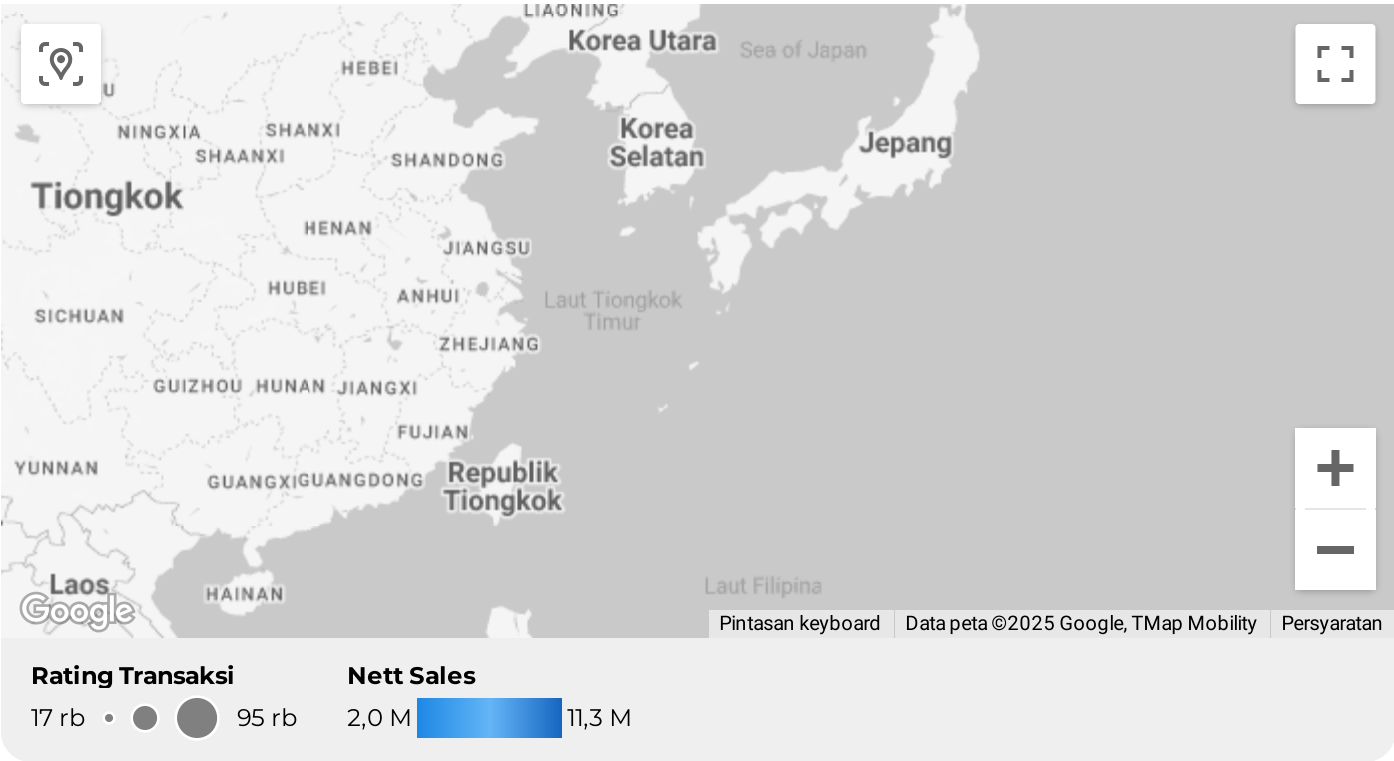 LIAONING
Korea Utara
Sea of Japan
HEBEI
U
NINGXIA
SHANXI
SHAANXI
Korea
Selatan
Jepang
SHANDONG
Tiongkok
HENAN
JIANGSU
HUBEI
ANHUI
Laut Tiongkok
Timur
SICHUAN
ZHEJIANG
GUIZHOU
HUNAN
JIANGXI
FUJIAN
YUNNAN
GUANGXI
GUANGDONG
Republik
Tiongkok
Laos
HAINAN
Laut Filipina
Google
Pintasan keyboard
Data peta ©2025 Google, TMap Mobility
Persyaratan
Rating Transaksi
17 rb
95 rb
Nett Sales
2,0 M
11,3 M